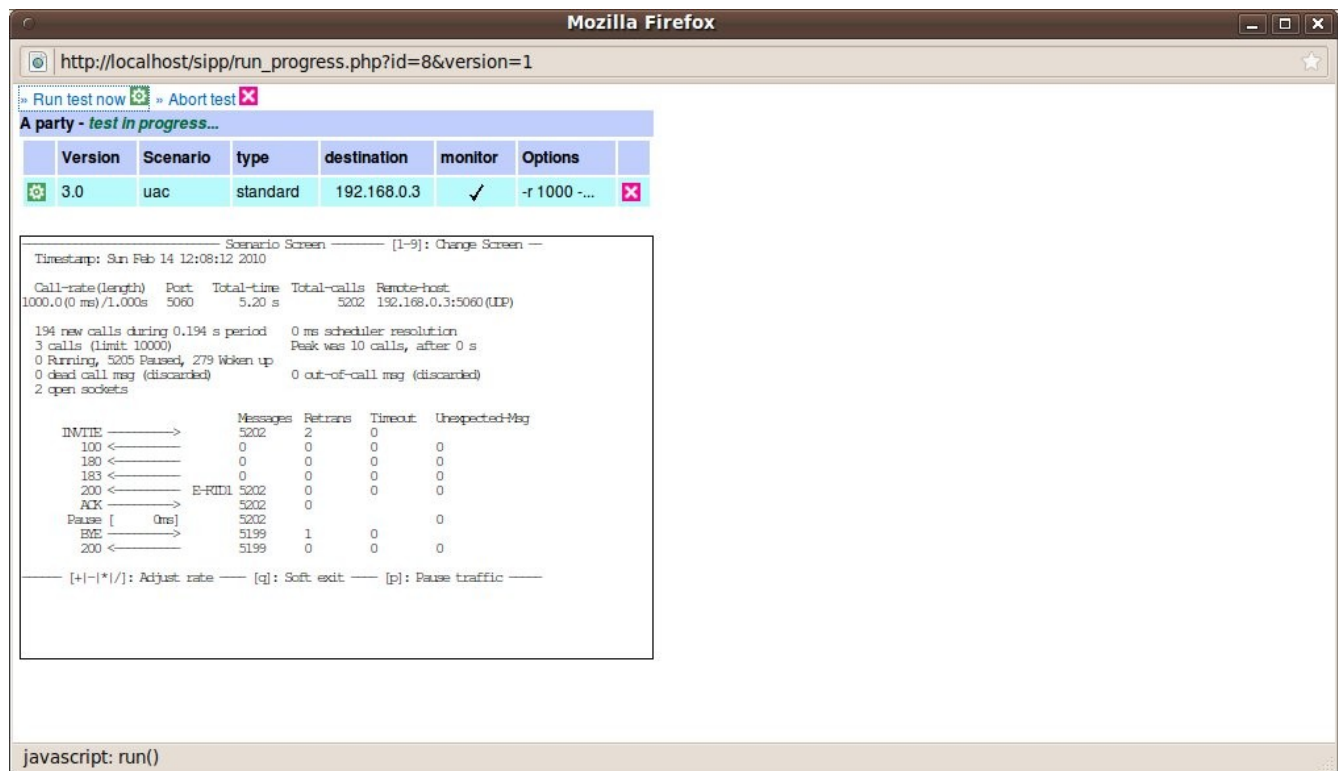 Mozilla Firefox
http://localhost/sipp/run_progress.php?id=8&version=1
» Run test now » Abort test
A party - test in progress...
Version Scenario type destination monitor Options
3.0 uac standard 192.168.0.3 ✓ -r 1000 -...
------------------------------ Scenario Screen -------- [1-9]: Change Screen --
Timestamp: Sun Feb 14 12:08:12 2010
Call-rate(length) Port Total-time Total-calls Remote-host
1000.0(0 ms)/1.000s 5060 5.20 s 5202 192.168.0.3:5060(UDP)
194 new calls during 0.194 s period 0 ms scheduler resolution
3 calls (limit 10000) Peak was 10 calls, after 0 s
0 Running, 5205 Paused, 279 Woken up
0 dead call msg (discarded) 0 out-of-call msg (discarded)
2 open sockets
Messages Retrans Timeout Unexpected-Msg
INVITE ----------> 5202 2 0
100 <---------- 0 0 0 0
180 <---------- 0 0 0 0
183 <---------- 0 0 0 0
200 <---------- E-RTD1 5202 0 0 0
ACK ----------> 5202 0
Pause [ 0ms] 5202 0
BYE ----------> 5199 1 0
200 <---------- 5199 0 0 0
------ [+|-|*|/]: Adjust rate ---- [q]: Soft exit ---- [p]: Pause traffic -----
javascript: run()